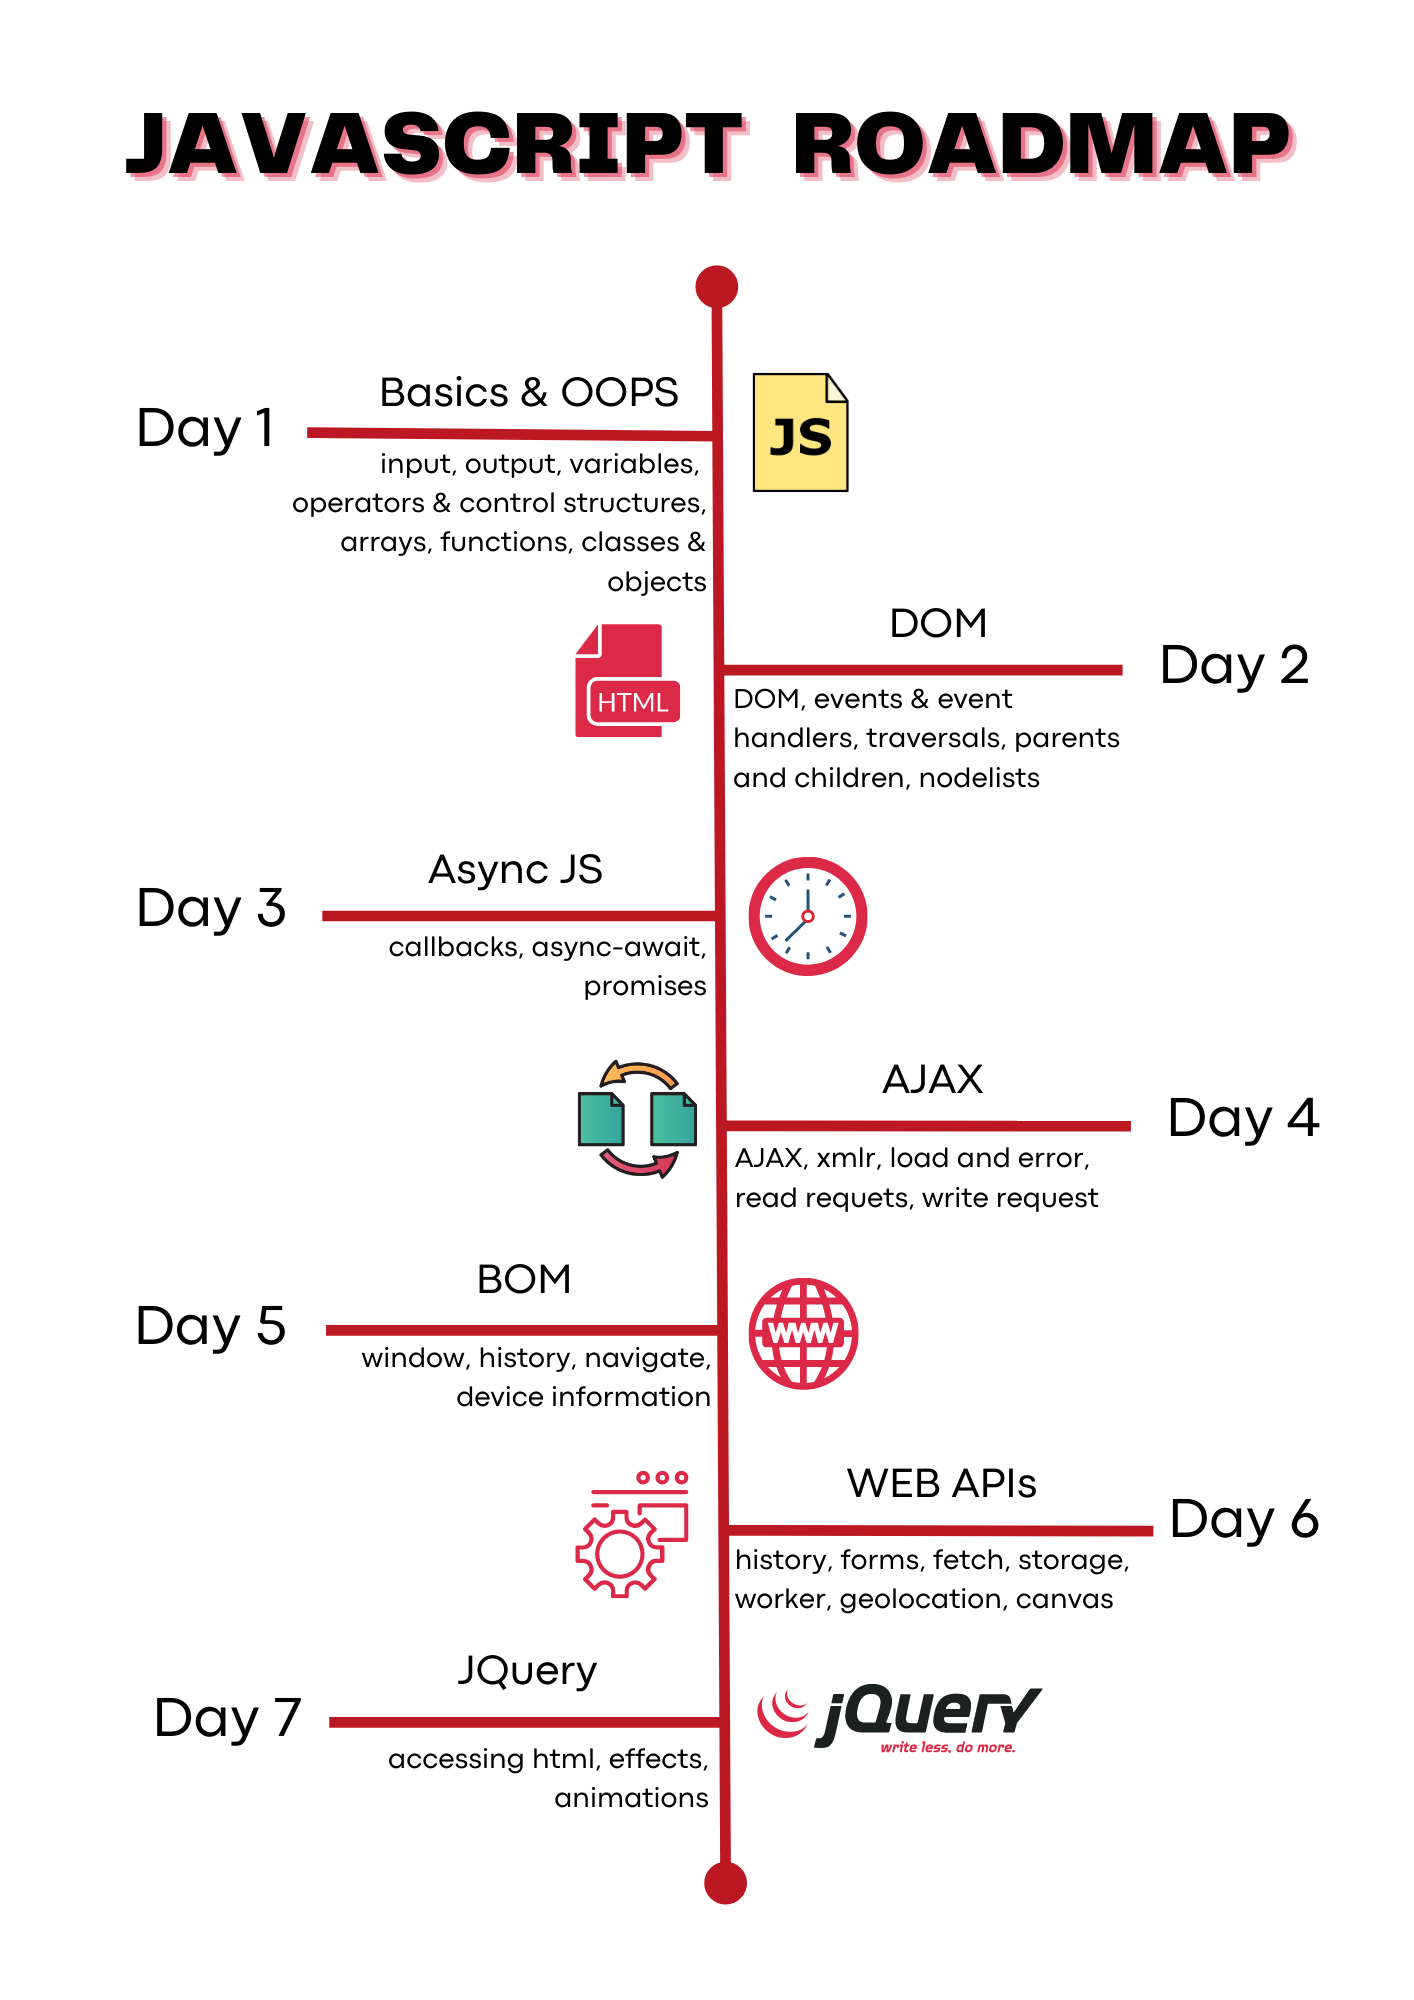 JAVASCRIPT ROADMAP
Day 1
Basics & OOPS
input, output, variables,
operators & control structures,
arrays, functions, classes &
objects
JS
HTML
DOM
Day 2
DOM, events & event
handlers, traversals, parents
and children, nodelists
Day 3
Async JS
callbacks, async-await,
promises
AJAX
Day 4
AJAX, xmlr, load and error,
read requets, write request
Day 5
BOM
window, history, navigate,
device information
WWW
WEB APIs
Day 6
history, forms, fetch, storage,
worker, geolocation, canvas
Day 7
JQuery
accessing html, effects,
animations
jQuery
write less, do more.